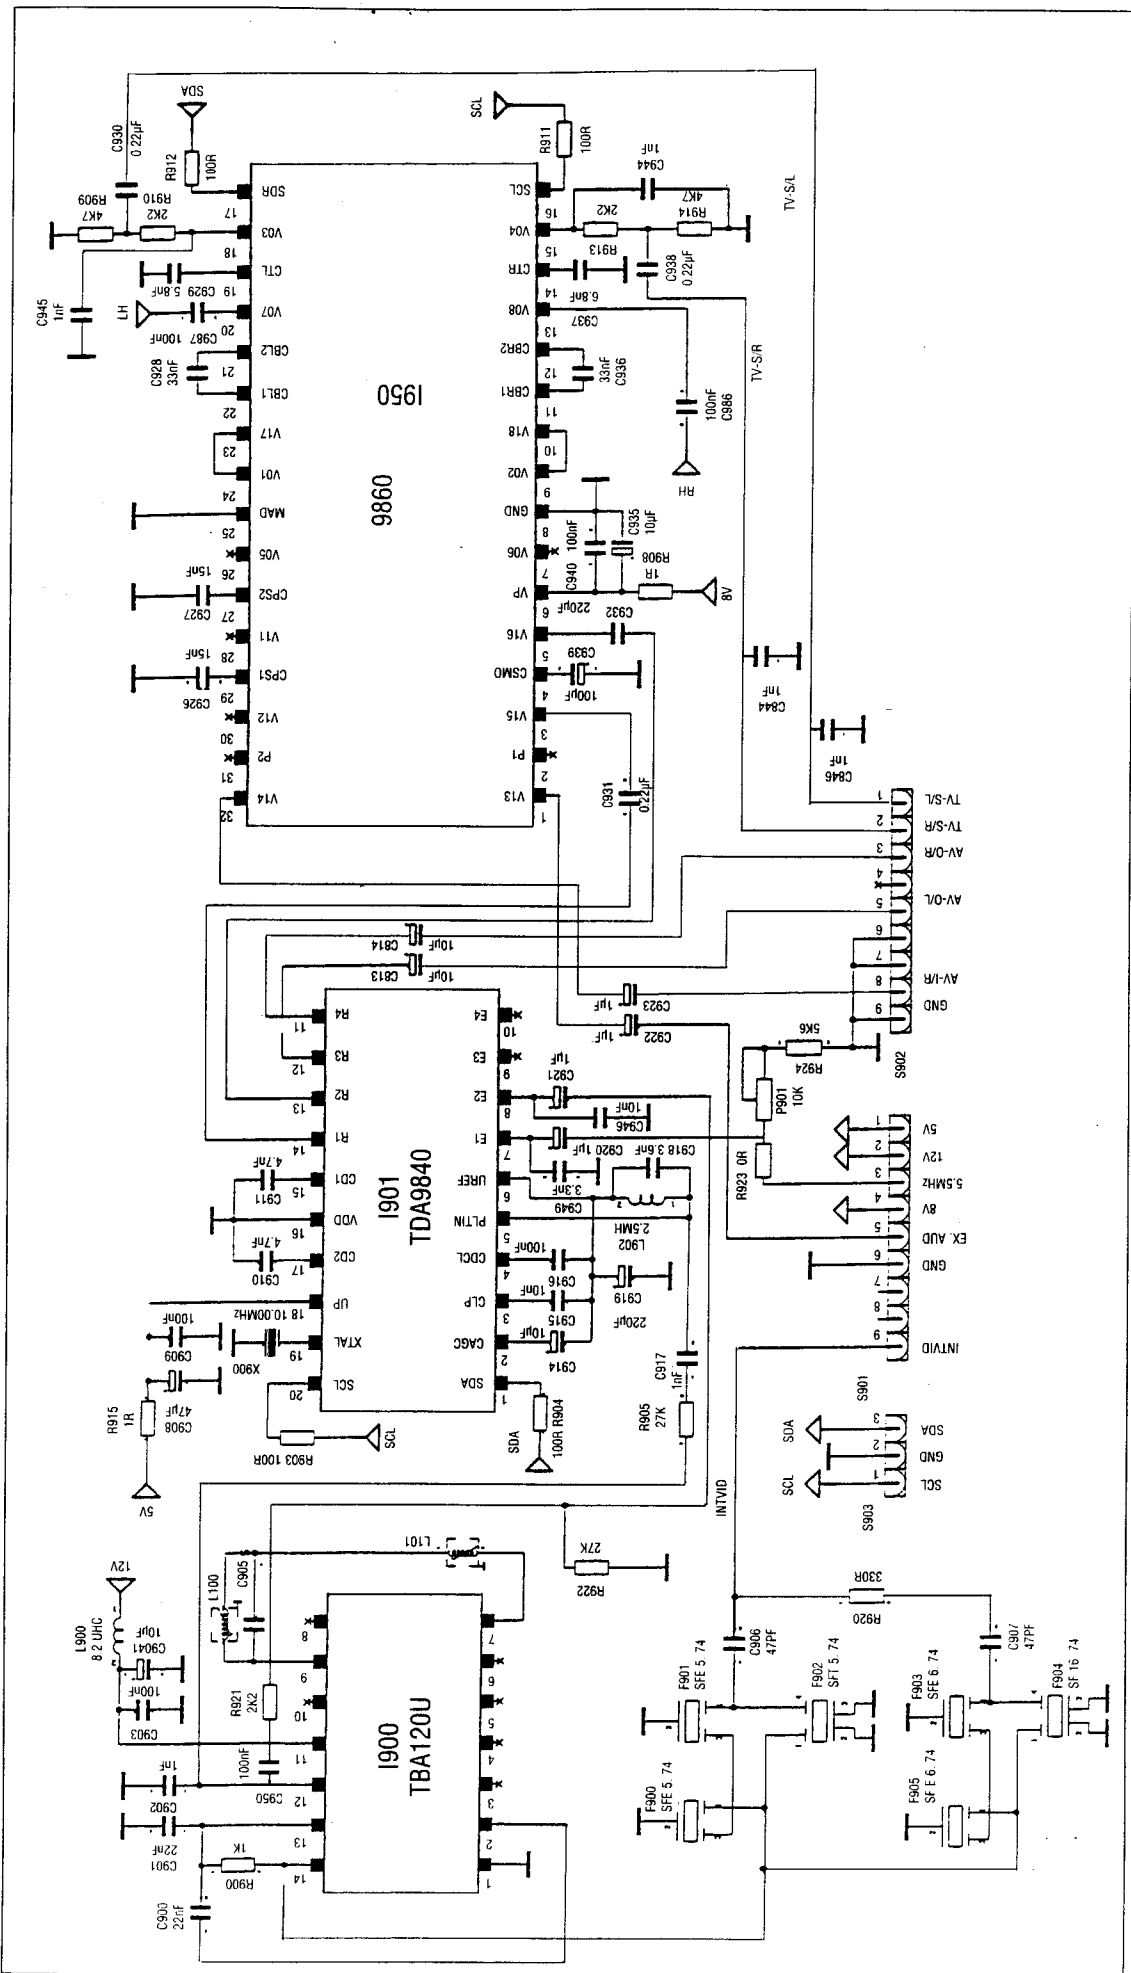 C930
0.22µF
SDA
R912
100R
R909
4K7
R910
2K2
C945
1nF
5.8nF
C929
LH
100nF
C987
C928
33nF
15nF
C927
15nF
C926
SDR
17
V03
18
CTL
19
V07
20
CBL2
21
CBL1
22
V17
23
V01
24
MAD
25
V05
26
CPS2
27
V11
28
CPS1
29
V12
30
P2
31
V14
32
I950
9860
SCL
16
V04
15
CTR
14
V08
13
CBR2
12
CBR1
11
V18
10
V02
9
GND
8
V06
7
VP
6
V16
5
CSMO
4
V15
3
P1
2
V13
1
SCL
R911
100R
C944
1nF
2K2
R913
4K7
R914
C938
0.22µF
6.8nF
C937
33nF
C936
100nF
C986
RH
TV-S/L
TV-S/R
100nF
C940
C935
10µF
R908
1R
8V
220µF
C932
C939
100µF
C931
0.22µF
1nF
C844
1nF
C846
C814
10µF
C813
10µF
1µF
C923
1µF
C922
TV-S/L
1
TV-S/R
2
AV-O/R
3
4
AV-O/L
5
6
7
AV-I/R
8
GND
9
S902
5K6
R924
P901
10K
R923 0R
R4
11
R3
12
R2
13
R1
14
CD1
15
VDD
16
CD2
17
UP
18 10.00MHz
XTAL
19
SCL
20
I901
TDA9840
E4
10
E3
9
E2
8
E1
7
UREF
6
PLTIN
5
CDCL
4
CLP
3
CAGC
2
SDA
1
4.7nF
C911
4.7nF
C910
X900
100nF
C909
47µF
C908
R915
1R
5V
R903 100R
SCL
1µF
C921
10nF
C946
C920 1µF
3.3nF
C949
C918 3.6nF
2.5MH
L902
100nF
C916
10nF
C915
10µF
C914
C919
220µF
C917
1nF
R905
27K
SDA
100R R904
5V
1
12V
2
5.5MHz
3
8V
4
EX. AUD
5
GND
6
7
8
INTVID
9
S901
SDA
SDA
3
GND
2
SCL
SCL
1
S903
INTVID
12V
L900
8.2 UHC
10µF
C9041
100nF
C903
1nF
C902
22nF
C901
1K
R900
C900
22nF
L100
C905
L101
R921
2K2
100nF
C950
27K
R922
8
9
10
11
12
13
14
I900
TBA120U
7
6
5
4
3
2
1
330R
R920
C906
47PF
C907
47PF
F901
SFE 5. 74
F902
SFT 5. 74
F900
SFE 5. 74
F903
SFE 6. 74
F904
SF 16 74
F905
SF E 6. 74